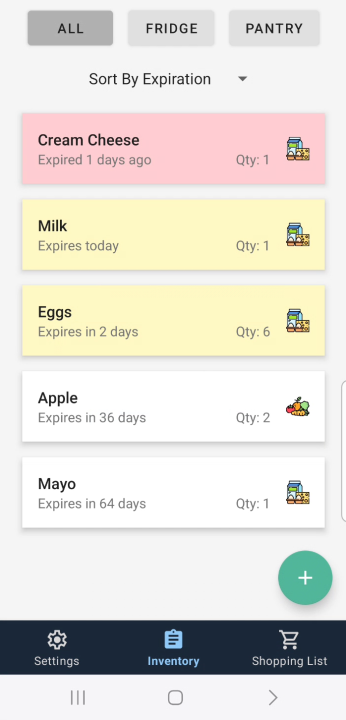 ALL
FRIDGE
PANTRY
Sort By Expiration
Cream Cheese
Expired 1 days ago
Qty: 1
Milk
Expires today
Qty: 1
Eggs
Expires in 2 days
Qty: 6
Apple
Expires in 36 days
Qty: 2
Mayo
Expires in 64 days
Qty: 1
Settings
Inventory
Shopping List